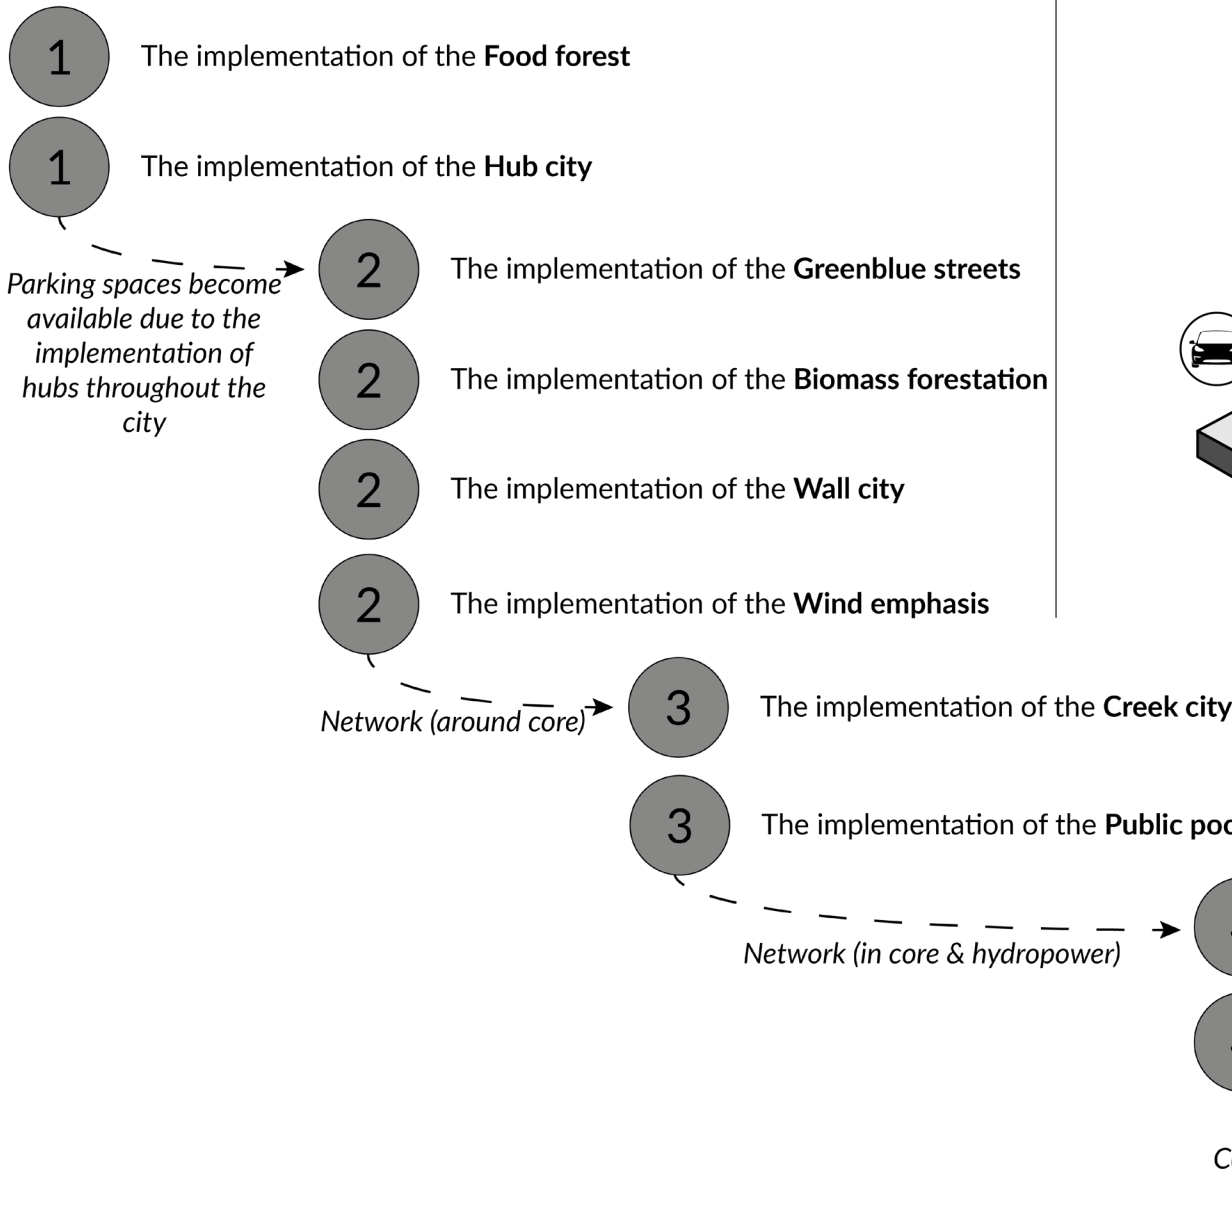 1 The implementation of the Food forest
1 The implementation of the Hub city
2 The implementation of the Greenblue streets
Parking spaces become
available due to the
implementation of
hubs throughout the
city
2 The implementation of the Biomass forestation
2 The implementation of the Wall city
2 The implementation of the Wind emphasis
3 The implementation of the Creek city
Network (around core)
3 The implementation of the Public
Network (in core & hydropower)